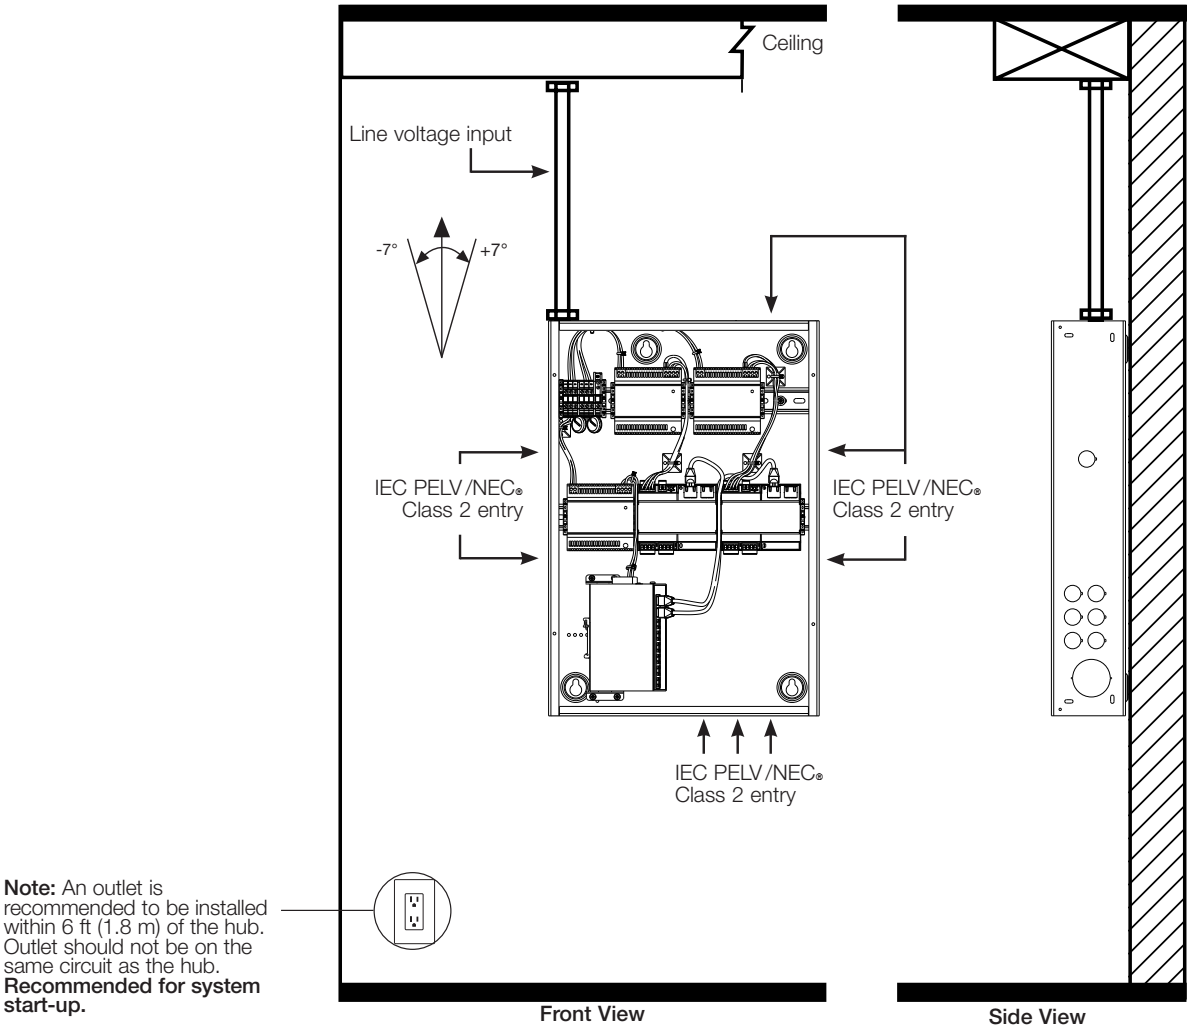 Ceiling
Line voltage input
-7°
+7°
IEC PELV/NEC®
Class 2 entry
IEC PELV/NEC®
Class 2 entry
IEC PELV/NEC®
Class 2 entry
Note: An outlet is
recommended to be installed
within 6 ft (1.8 m) of the hub.
Outlet should not be on the
same circuit as the hub.
Recommended for system
start-up.
Front View
Side View